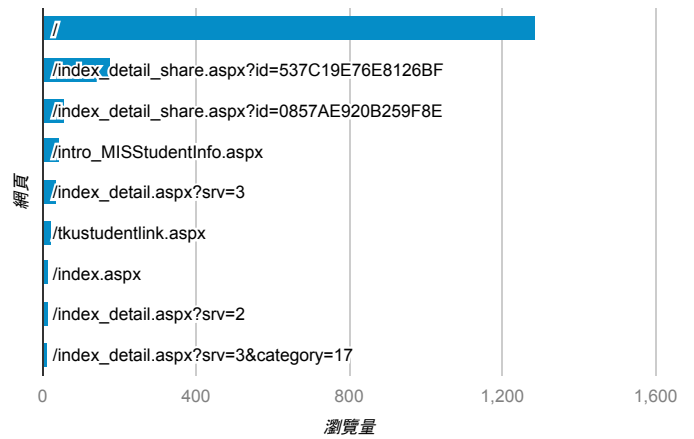 /
/index_detail_share.aspx?id=537C19E76E8126BF
/index_detail_share.aspx?id=0857AE920B259F8E
/intro_MISStudentInfo.aspx
/index_detail.aspx?srv=3
/tkustudentlink.aspx
/index.aspx
/index_detail.aspx?srv=2
/index_detail.aspx?srv=3&category=17
網頁
0 400 800 1,200 1,600
瀏覽量